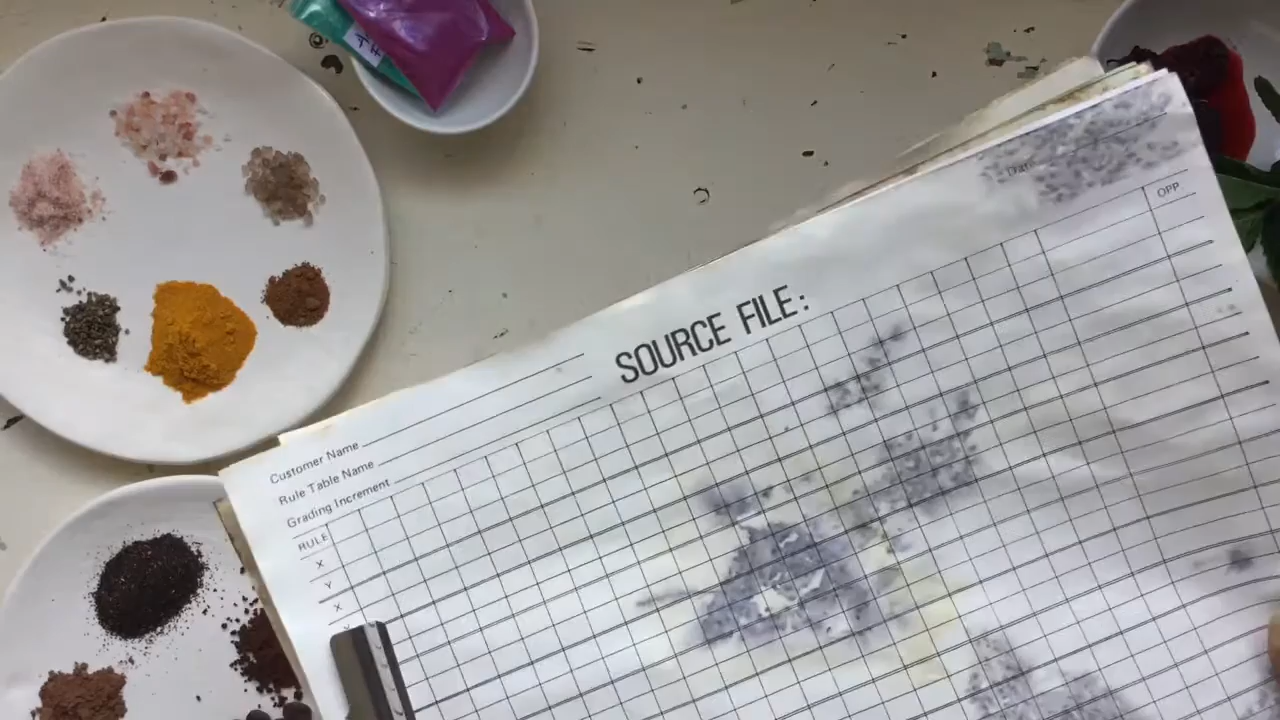 Date
OPP
SOURCE FILE:
Customer Name
Rule Table Name
Grading Increment
RULE
X
Y
X